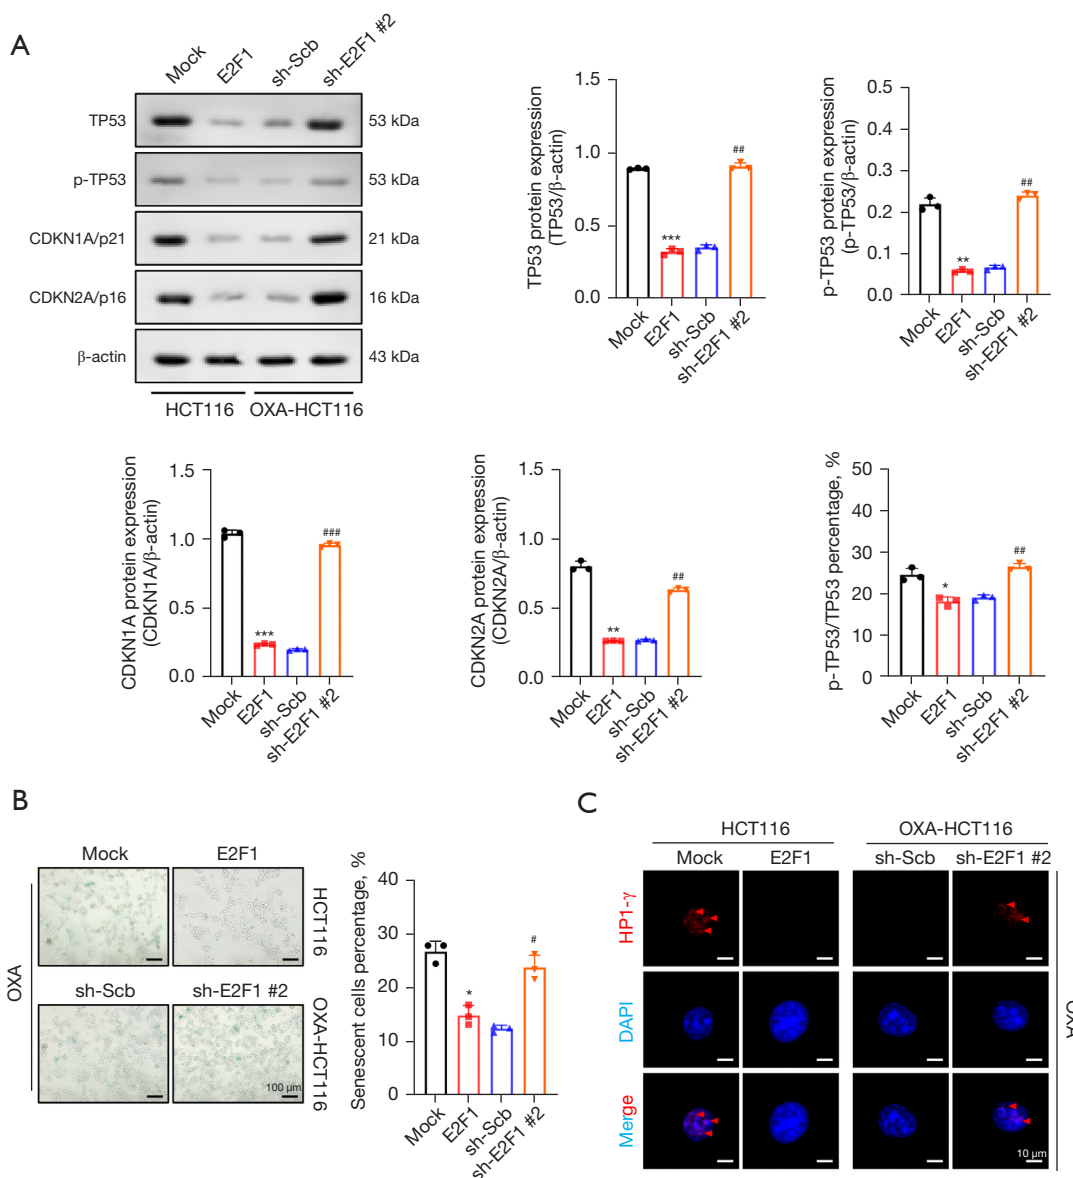 A
Mock E2F1 sh-Scb sh-E2F1 #2
TP53 53 kDa
p-TP53 53 kDa
CDKN1A/p21 21 kDa
CDKN2A/p16 16 kDa
β-actin 43 kDa
HCT116 OXA-HCT116
TP53 protein expression
(TP53/β-actin)
1.5
1.0
0.5
0.0
***
##
Mock E2F1 sh-Scb sh-E2F1 #2
p-TP53 protein expression
(p-TP53/β-actin)
0.5
0.4
0.3
0.2
0.1
0.0
**
##
Mock E2F1 sh-Scb sh-E2F1 #2
CDKN1A protein expression
(CDKN1A/β-actin)
1.5
1.0
0.5
0.0
***
###
Mock E2F1 sh-Scb sh-E2F1 #2
CDKN2A protein expression
(CDKN2A/β-actin)
1.5
1.0
0.5
0.0
**
##
Mock E2F1 sh-Scb sh-E2F1 #2
p-TP53/TP53 percentage, %
50
40
30
20
10
0
*
##
Mock E2F1 sh-Scb sh-E2F1 #2
B
Mock E2F1
OXA
HCT116
sh-Scb sh-E2F1 #2
OXA-HCT116
100 μm
Senescent cells percentage, %
40
30
20
10
0
*
#
Mock E2F1 sh-Scb sh-E2F1 #2
C
HCT116 OXA-HCT116
Mock E2F1 sh-Scb sh-E2F1 #2
HP1-γ
DAPI
Merge
10 μm
OXA